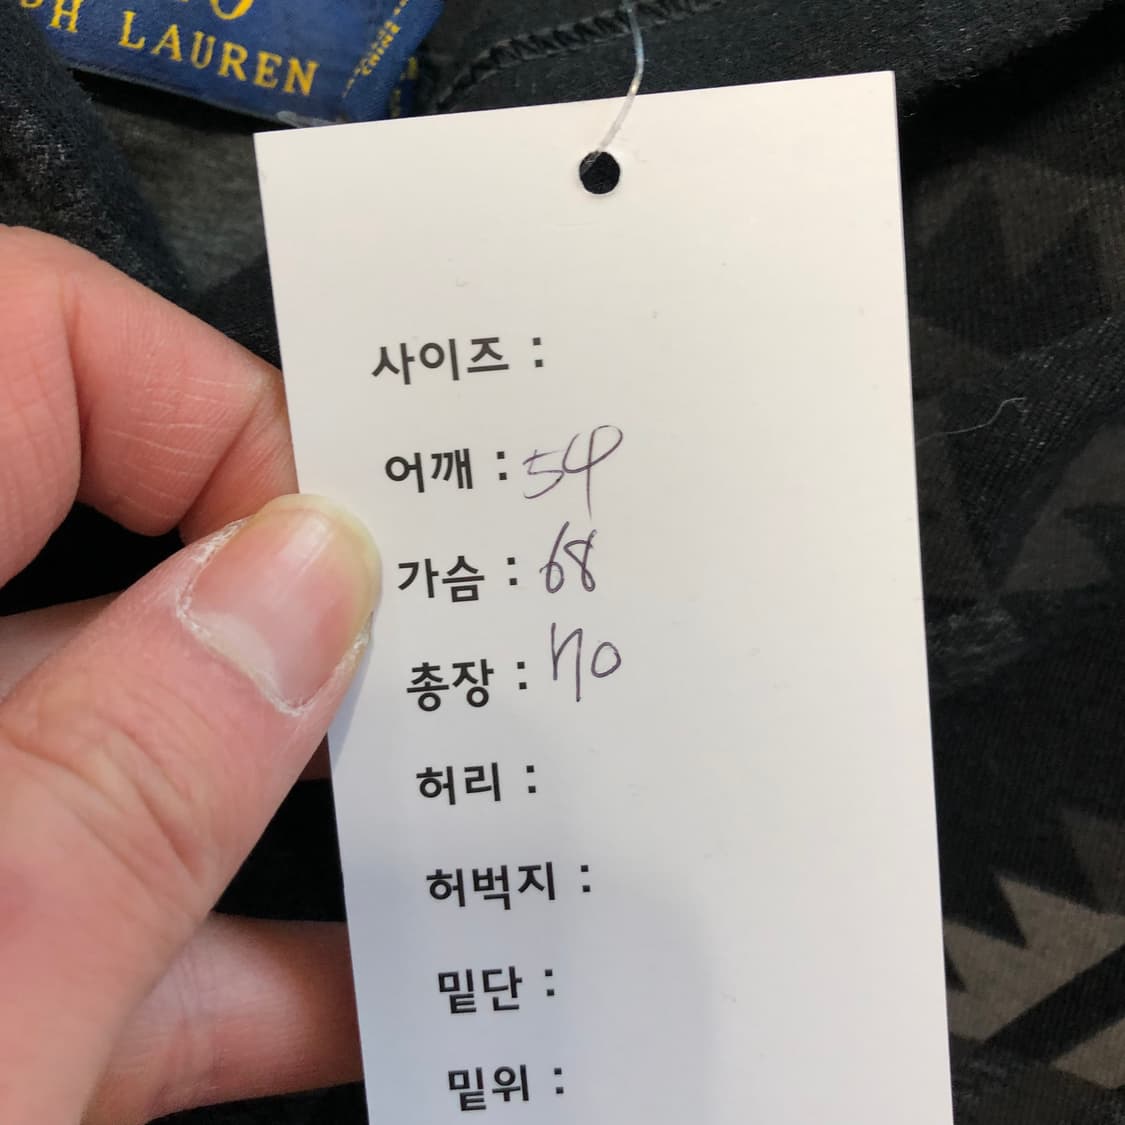 LAUREN
사이즈 :
어깨 : 54
가슴 : 68
총장 : 70
허리 :
허벅지 :
밑단 :
밑위 :